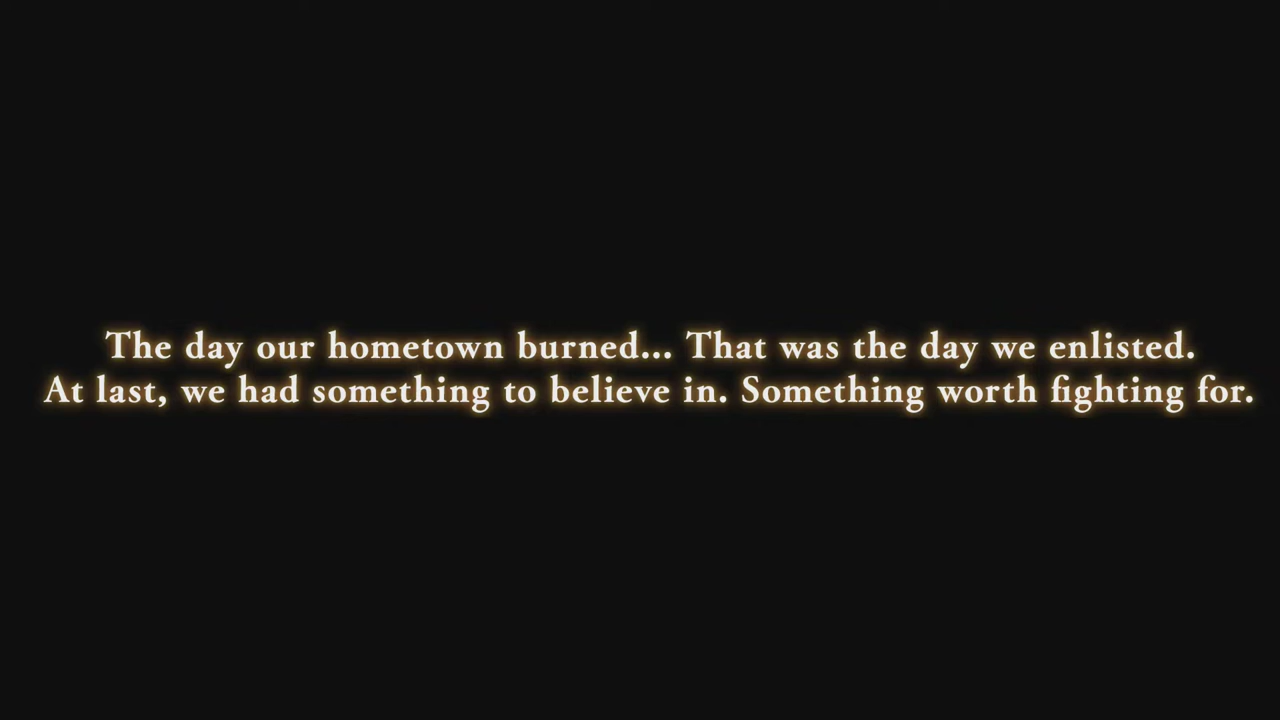 The day our hometown burned... That was the day we enlisted.
At last, we had something to believe in. Something worth fighting for.